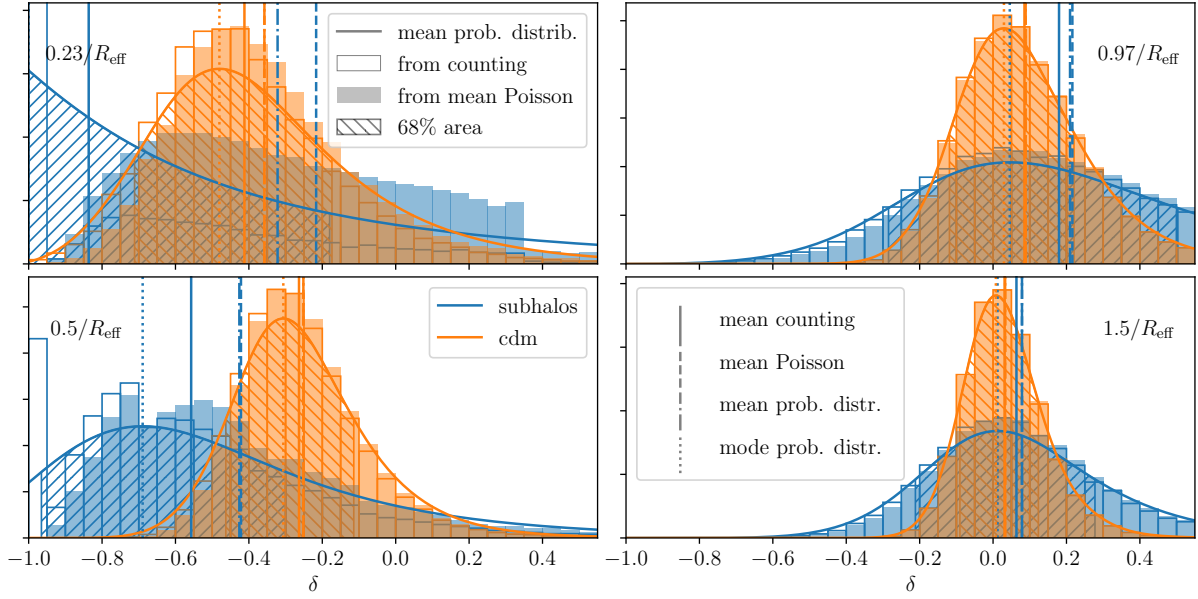 0.23/R_eff
mean prob. distrib.
from counting
from mean Poisson
68% area
0.97/R_eff
0.5/R_eff
subhalos
cdm
mean counting
mean Poisson
mean prob. distr.
mode prob. distr.
1.5/R_eff
−1.0 −0.8 −0.6 −0.4 −0.2 0.0 0.2 0.4
−1.0 −0.8 −0.6 −0.4 −0.2 0.0 0.2 0.4
δ
δ